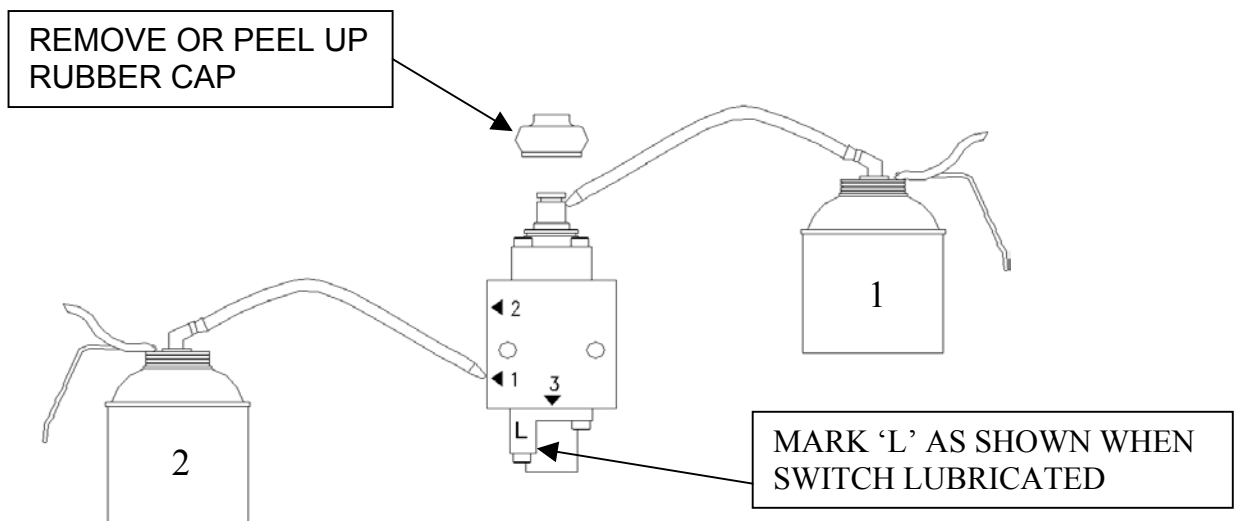 REMOVE OR PEEL UP
RUBBER CAP
1
2
1
3
L
2
MARK ‘L’ AS SHOWN WHEN
SWITCH LUBRICATED